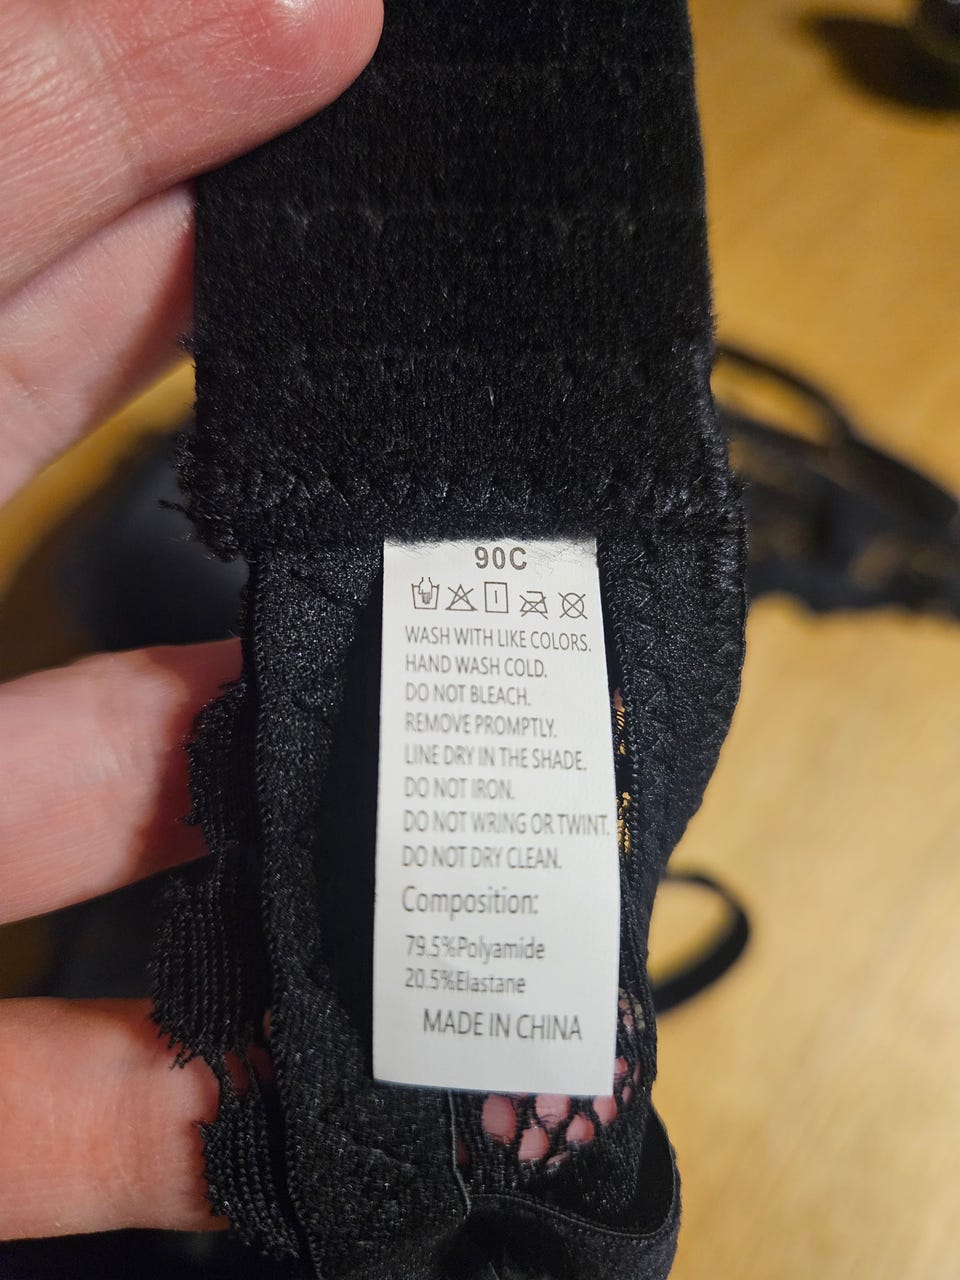 90C
WASH WITH LIKE COLORS.
HAND WASH COLD.
DO NOT BLEACH.
REMOVE PROMPTLY.
LINE DRY IN THE SHADE.
DO NOT IRON.
DO NOT WRING OR TWINT.
DO NOT DRY CLEAN.
Composition:
79.5%Polyamide
20.5%Elastane
MADE IN CHINA